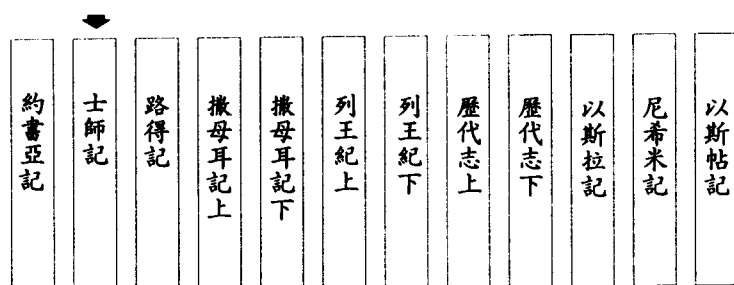 約書亞記
士師記
路得記
撒母耳記上
撒母耳記下
列王紀上
列王紀下
歷代志上
歷代志下
以斯拉記
尼希米記
以斯帖記